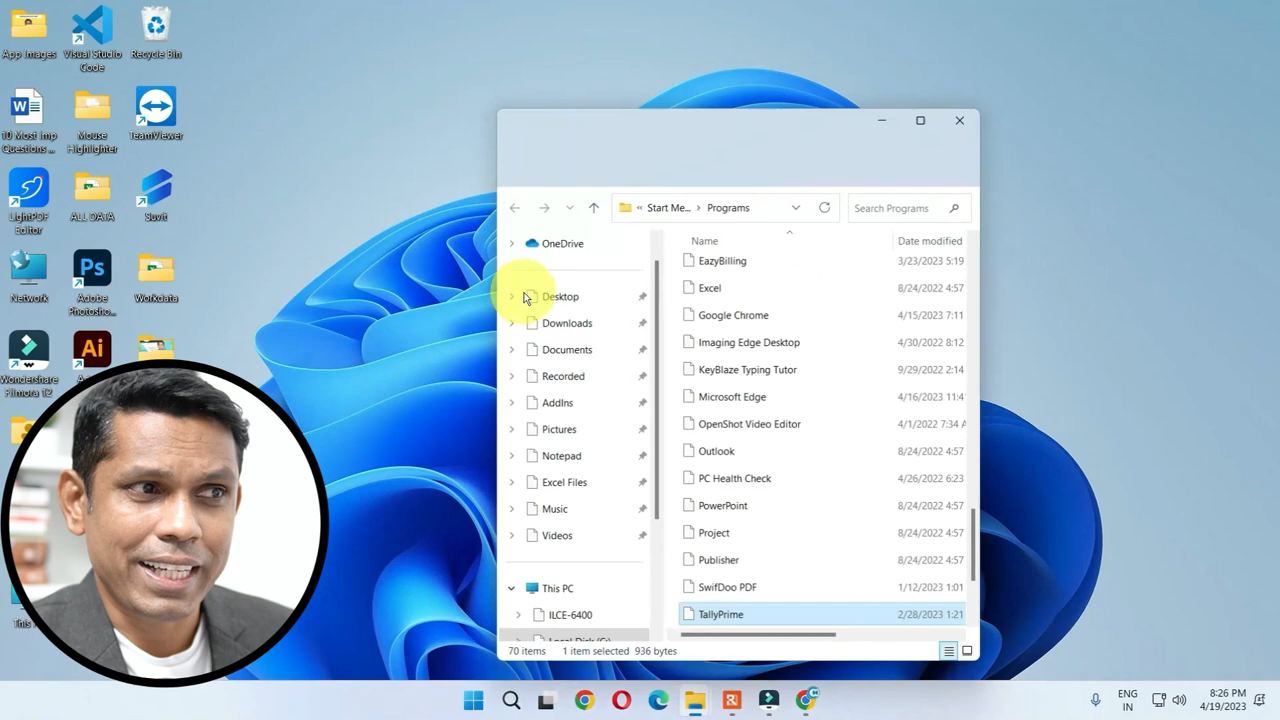 App Images
Visual Studio
Code
Recycle Bin
10 Most Imp
Questions ...
Mouse
Highlighter
TeamViewer
LightPDF
Editor
ALL DATA
Suvit
Network
Adobe
Photosho...
Workdata
Wondershare
Filmora 12
Start Me...
Programs
Search Programs
OneDrive
Desktop
Downloads
Documents
Recorded
AddIns
Pictures
Notepad
Excel Files
Music
Videos
This PC
ILCE-6400
Name
Date modified
EazyBilling 3/23/2023 5:19
Excel 8/24/2022 4:57
Google Chrome 4/15/2023 7:11
Imaging Edge Desktop 4/30/2022 8:12
KeyBlaze Typing Tutor 9/29/2022 2:14
Microsoft Edge 4/16/2023 11:4
OpenShot Video Editor 4/1/2022 7:34
Outlook 8/24/2022 4:57
PC Health Check 4/26/2022 6:23
PowerPoint 8/24/2022 4:57
Project 8/24/2022 4:57
Publisher 8/24/2022 4:57
SwifDoo PDF 1/12/2023 1:01
TallyPrime 2/28/2023 1:21
70 items 1 item selected 936 bytes
ENG
IN
8:26 PM
4/19/2023